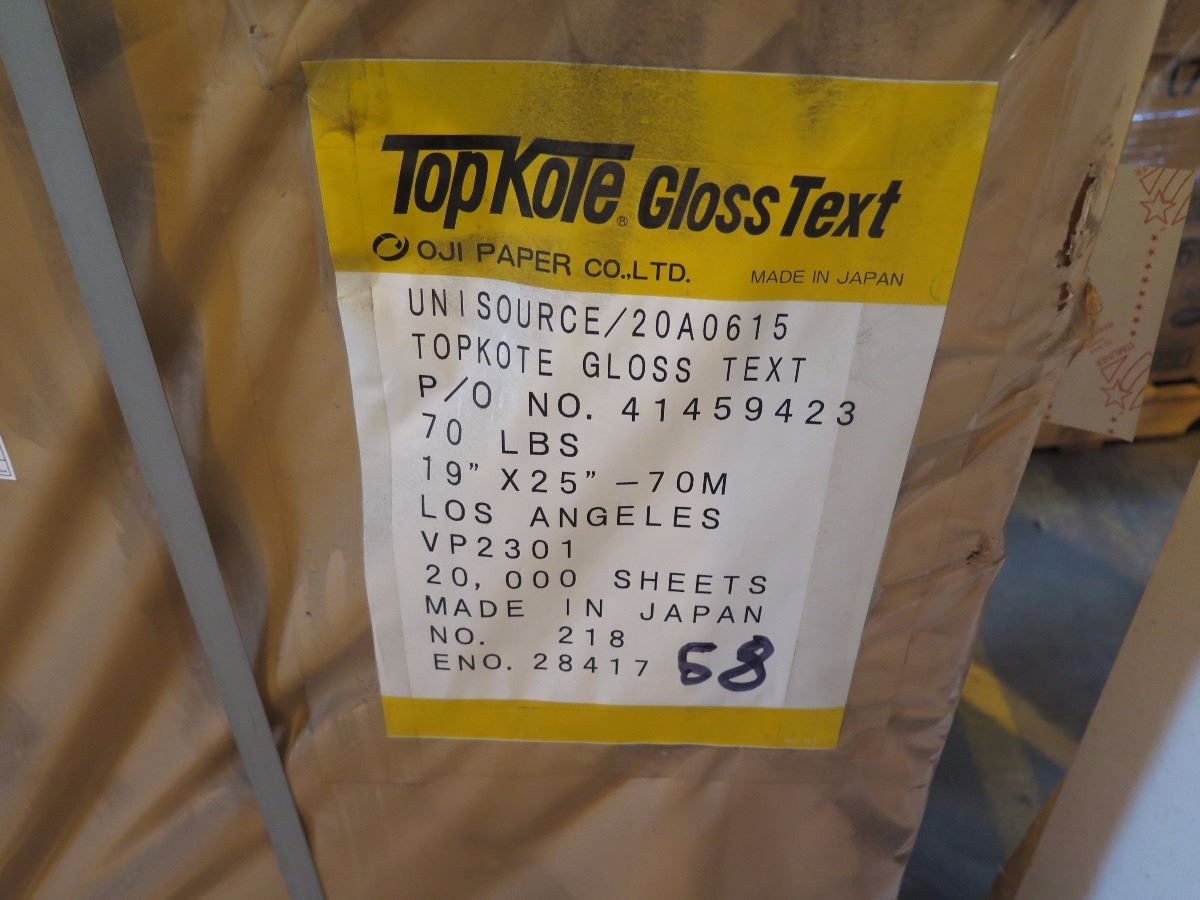 TopKote® Gloss Text
OJI PAPER CO.,LTD. MADE IN JAPAN
UNISOURCE/20A0615
TOPKOTE GLOSS TEXT
P/O NO. 41459423
70 LBS
19" X25" -70M
LOS ANGELES
VP2301
20,000 SHEETS
MADE IN JAPAN
NO. 218
ENO. 28417 58